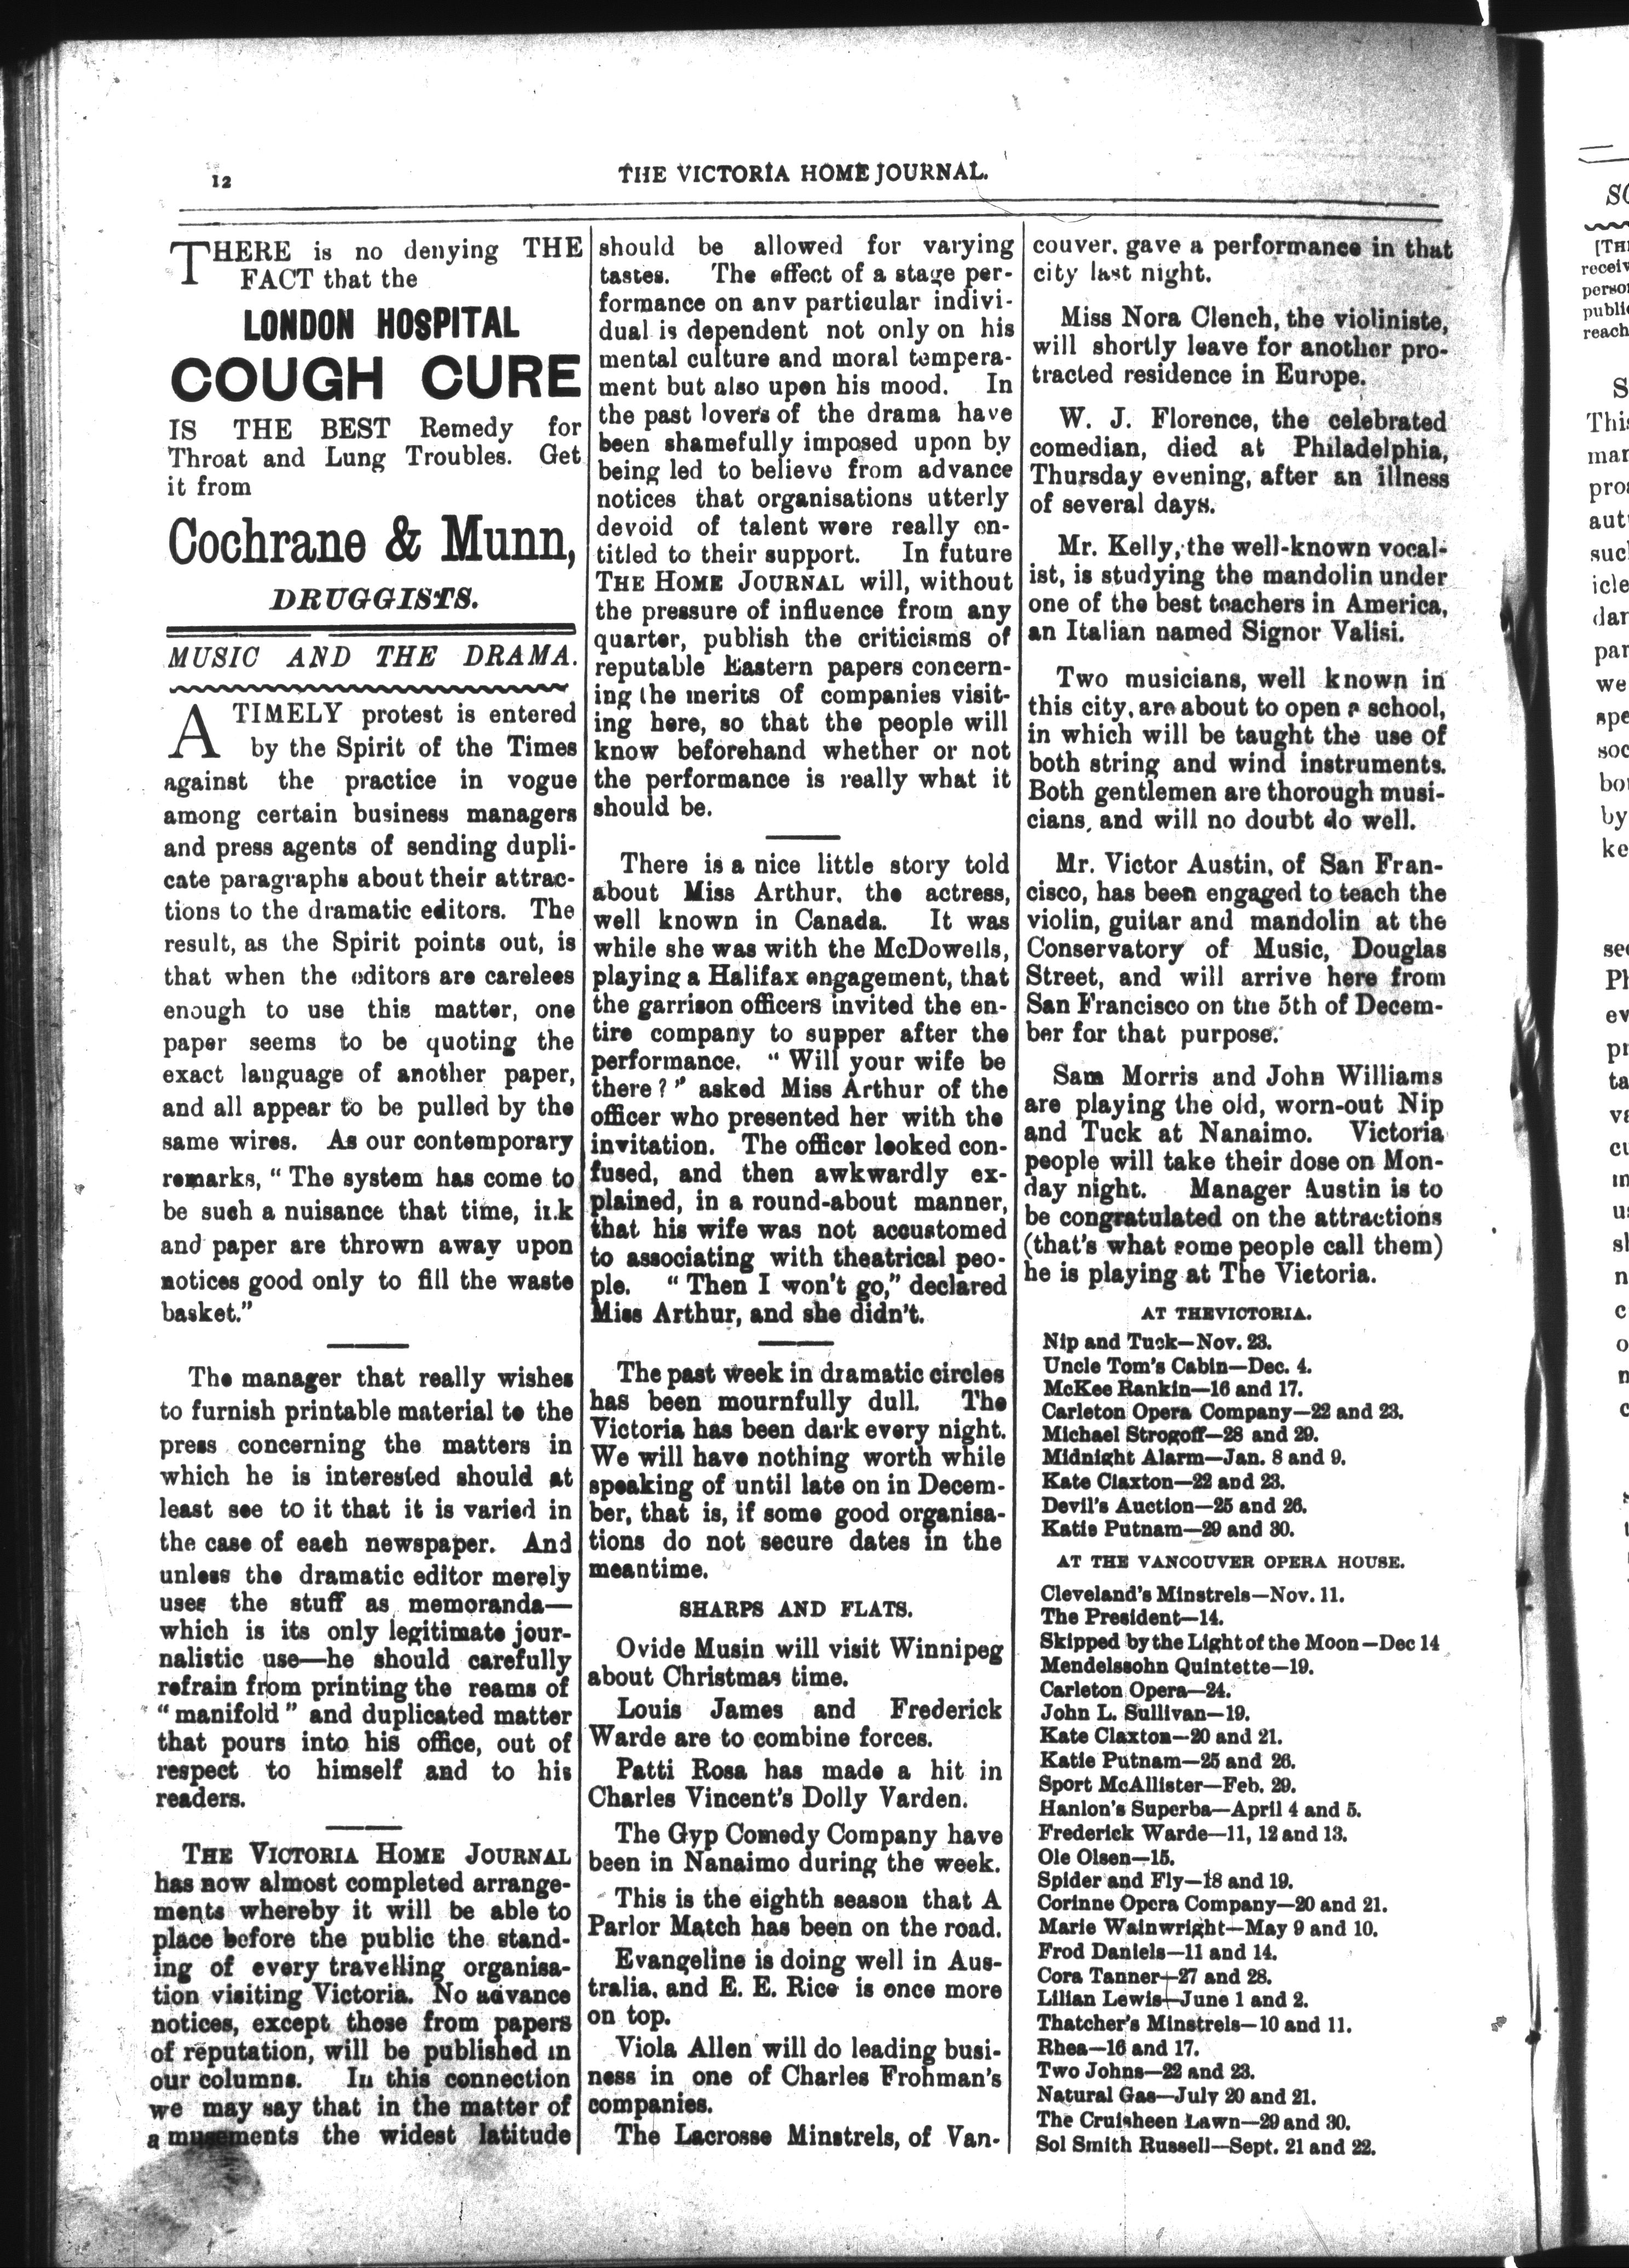 12
THE VICTORIA HOME JOURNAL.
THERE is no denying THE
FACT that the
LONDON HOSPITAL
COUGH CURE
IS THE BEST Remedy for
Throat and Lung Troubles. Get
it from
Cochrane & Munn,
DRUGGISTS.
MUSIC AND THE DRAMA.
A TIMELY protest is entered
by the Spirit of the Times
against the practice in vogue
among certain business managers
and press agents of sending dupli-
cate paragraphs about their attrac-
tions to the dramatic editors. The
result, as the Spirit points out, is
that when the editors are carelees
enough to use this matter, one
paper seems to be quoting the
exact language of another paper,
and all appear to be pulled by the
same wires. As our contemporary
remarks, " The system has come to
be such a nuisance that time, ink
and paper are thrown away upon
notices good only to fill the waste
basket."
The manager that really wishes
to furnish printable material to the
press concerning the matters in
which he is interested should at
least see to it that it is varied in
the case of each newspaper. And
unless the dramatic editor merely
uses the stuff as memoranda—
which is its only legitimate jour-
nalistic use—he should carefully
refrain from printing the reams of
" manifold " and duplicated matter
that pours into his office, out of
respect to himself and to his
readers.
THE VICTORIA HOME JOURNAL
has now almost completed arrange-
ments whereby it will be able to
place before the public the stand-
ing of every travelling organisa-
tion visiting Victoria. No advance
notices, except those from papers
of reputation, will be published in
our columns. In this connection
we may say that in the matter of
amusements the widest latitude
should be allowed for varying
tastes. The effect of a stage per-
formance on any particular indivi-
dual is dependent not only on his
mental culture and moral tempera-
ment but also upon his mood. In
the past lovers of the drama have
been shamefully imposed upon by
being led to believe from advance
notices that organisations utterly
devoid of talent were really en-
titled to their support. In future
THE HOME JOURNAL will, without
the pressure of influence from any
quarter, publish the criticisms of
reputable Eastern papers concern-
ing the merits of companies visit-
ing here, so that the people will
know beforehand whether or not
the performance is really what it
should be.
There is a nice little story told
about Miss Arthur, the actress,
well known in Canada. It was
while she was with the McDowells,
playing a Halifax engagement, that
the garrison officers invited the en-
tire company to supper after the
performance. " Will your wife be
there ? " asked Miss Arthur of the
officer who presented her with the
invitation. The officer looked con-
fused, and then awkwardly ex-
plained, in a round-about manner,
that his wife was not accustomed
to associating with theatrical peo-
ple. " Then I won't go," declared
Miss Arthur, and she didn't.
The past week in dramatic circles
has been mournfully dull. The
Victoria has been dark every night.
We will have nothing worth while
speaking of until late on in Decem-
ber, that is, if some good organisa-
tions do not secure dates in the
meantime.
SHARPS AND FLATS.
Ovide Musin will visit Winnipeg
about Christmas time.
Louis James and Frederick
Warde are to combine forces.
Patti Rosa has made a hit in
Charles Vincent's Dolly Varden.
The Gyp Comedy Company have
been in Nanaimo during the week.
This is the eighth season that A
Parlor Match has been on the road.
Evangeline is doing well in Aus-
tralia, and E. E. Rice is once more
on top.
Viola Allen will do leading busi-
ness in one of Charles Frohman's
companies.
The Lacrosse Minstrels, of Van-
couver, gave a performance in that
city last night.
Miss Nora Clench, the violiniste,
will shortly leave for another pro-
tracted residence in Europe.
W. J. Florence, the celebrated
comedian, died at Philadelphia,
Thursday evening, after an illness
of several days.
Mr. Kelly, the well-known vocal-
ist, is studying the mandolin under
one of the best teachers in America,
an Italian named Signor Valisi.
Two musicians, well known in
this city, are about to open a school,
in which will be taught the use of
both string and wind instruments.
Both gentlemen are thorough musi-
cians, and will no doubt do well.
Mr. Victor Austin, of San Fran-
cisco, has been engaged to teach the
violin, guitar and mandolin at the
Conservatory of Music, Douglas
Street, and will arrive here from
San Francisco on the 5th of Decem-
ber for that purpose.
Sam Morris and John Williams
are playing the old, worn-out Nip
and Tuck at Nanaimo. Victoria
people will take their dose on Mon-
day night. Manager Austin is to
be congratulated on the attractions
(that's what some people call them)
he is playing at The Victoria.
AT THE VICTORIA.
Nip and Tuck—Nov. 23.
Uncle Tom's Cabin—Dec. 4.
McKee Rankin—16 and 17.
Carleton Opera Company—22 and 23.
Michael Strogoff—28 and 29.
Midnight Alarm—Jan. 8 and 9.
Kate Claxton—22 and 23.
Devil's Auction—25 and 26.
Katie Putnam—29 and 30.
AT THE VANCOUVER OPERA HOUSE.
Cleveland's Minstrels—Nov. 11.
The President—14.
Skipped by the Light of the Moon—Dec 14
Mendelssohn Quintette—19.
Carleton Opera—24.
John L. Sullivan—19.
Kate Claxton—20 and 21.
Katie Putnam—25 and 26.
Sport McAllister—Feb. 29.
Hanlon's Superba—April 4 and 5.
Frederick Warde—11, 12 and 13.
Ole Olsen—15.
Spider and Fly—18 and 19.
Corinne Opera Company—20 and 21.
Marie Wainwright—May 9 and 10.
Frod Daniels—11 and 14.
Cora Tanner—27 and 28.
Lilian Lewis—June 1 and 2.
Thatcher's Minstrels—10 and 11.
Rhea—16 and 17.
Two Johns—22 and 23.
Natural Gas—July 20 and 21.
The Cruisheen Lawn—29 and 30.
Sol Smith Russell—Sept. 21 and 22.